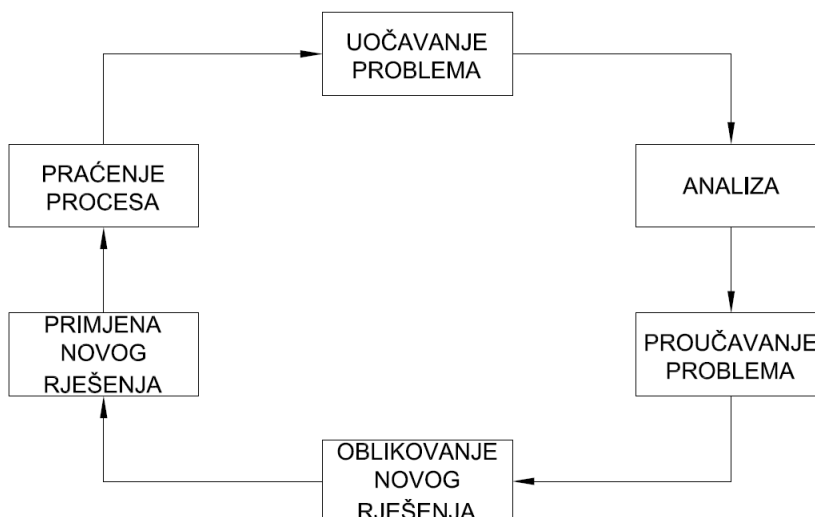 UOČAVANJE
PROBLEMA
ANALIZA
PROUČAVANJE
PROBLEMA
OBLIKOVANJE
NOVOG
RJEŠENJA
PRIMJENA
NOVOG
RJEŠENJA
PRAĆENJE
PROCESA